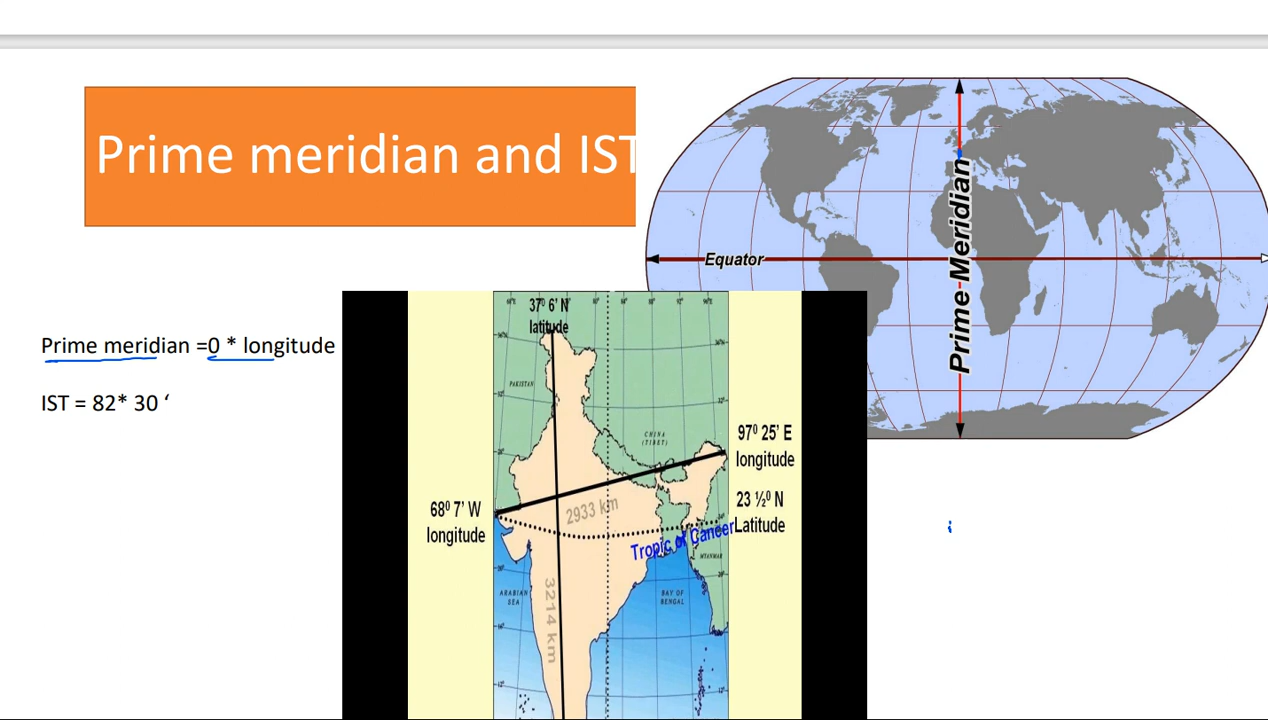 Prime meridian and IST
Prime meridian =0 * longitude
IST = 82* 30 ‘
Equator
Prime Meridian
37⁰ 6’ N
latitude
PAKISTAN
CHINA
(TIBET)
97⁰ 25’ E
longitude
68⁰ 7’ W
longitude
2933 km
23 ½⁰ N
Latitude
Tropic of Cancer
MYANMAR
ARABIAN
SEA
BAY OF
BENGAL
3214 km